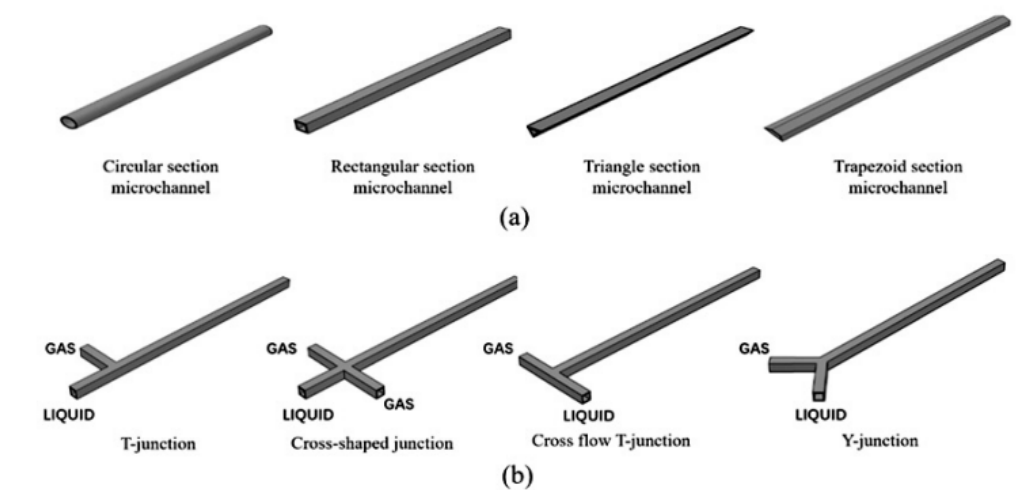 Circular section
microchannel
Rectangular section
microchannel
Triangle section
microchannel
Trapezoid section
microchannel
(a)
GAS
LIQUID
T-junction
GAS
LIQUID
GAS
Cross-shaped junction
GAS
LIQUID
Cross flow T-junction
GAS
LIQUID
Y-junction
(b)